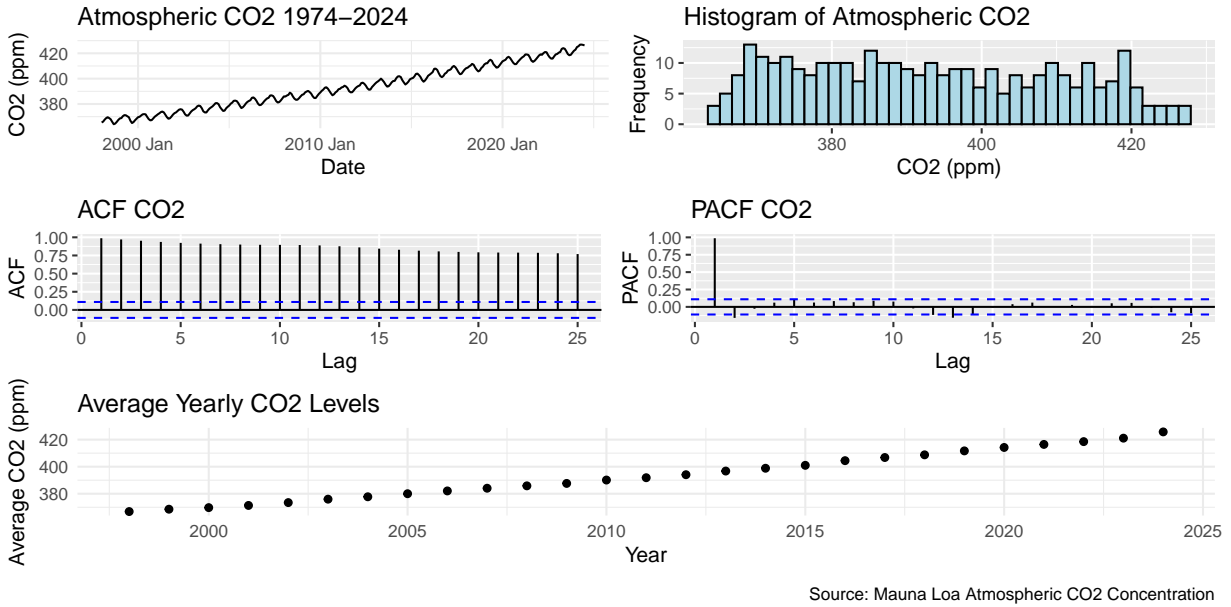 Atmospheric CO2 1974−2024
CO2 (ppm)
420
400
380
2000 Jan 2010 Jan 2020 Jan
Date
Histogram of Atmospheric CO2
Frequency
10
5
0
380 400 420
CO2 (ppm)
ACF CO2
ACF
1.00
0.75
0.50
0.25
0.00
0 5 10 15 20 25
Lag
PACF CO2
PACF
1.00
0.75
0.50
0.25
0.00
0 5 10 15 20 25
Lag
Average Yearly CO2 Levels
Average CO2 (ppm)
420
400
380
2000 2005 2010 2015 2020 2025
Year
Source: Mauna Loa Atmospheric CO2 Concentration